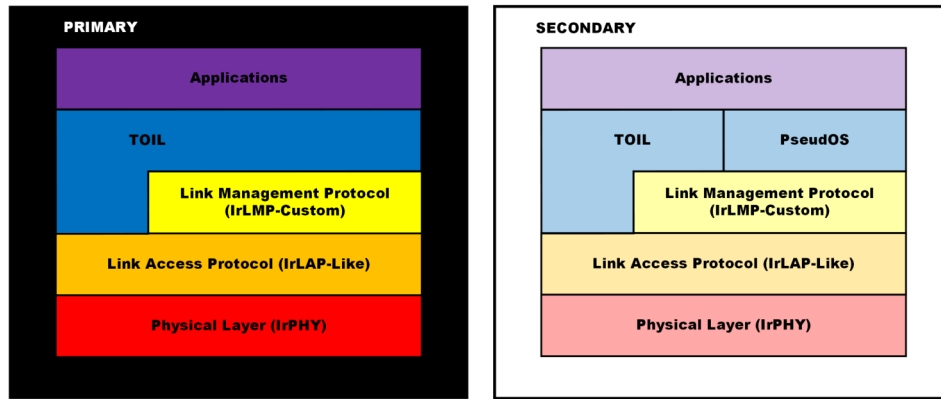 PRIMARY
Applications
TOIL
Link Management Protocol
(IrLMP-Custom)
Link Access Protocol (IrLAP-Like)
Physical Layer (IrPHY)
SECONDARY
Applications
TOIL
PseudOS
Link Management Protocol
(IrLMP-Custom)
Link Access Protocol (IrLAP-Like)
Physical Layer (IrPHY)